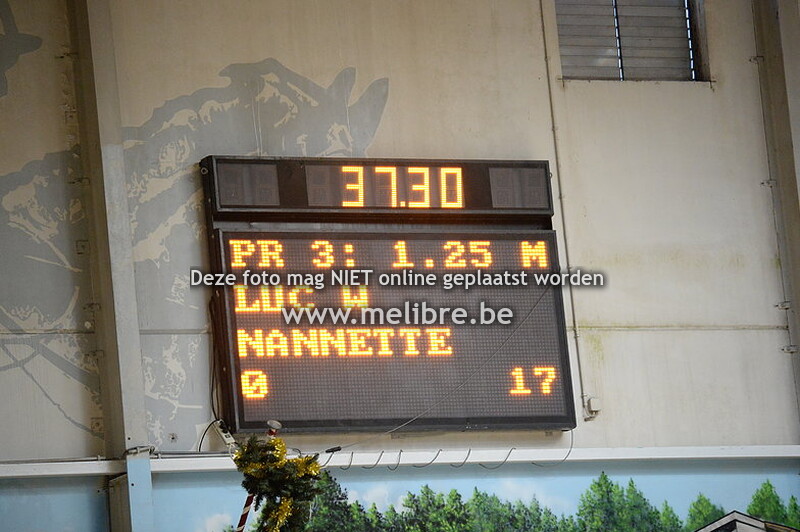 37.30
PR 3: 1.25 M
Deze foto mag NIET online geplaatst worden
LUC W
www.melibre.be
NANNETTE
0 17